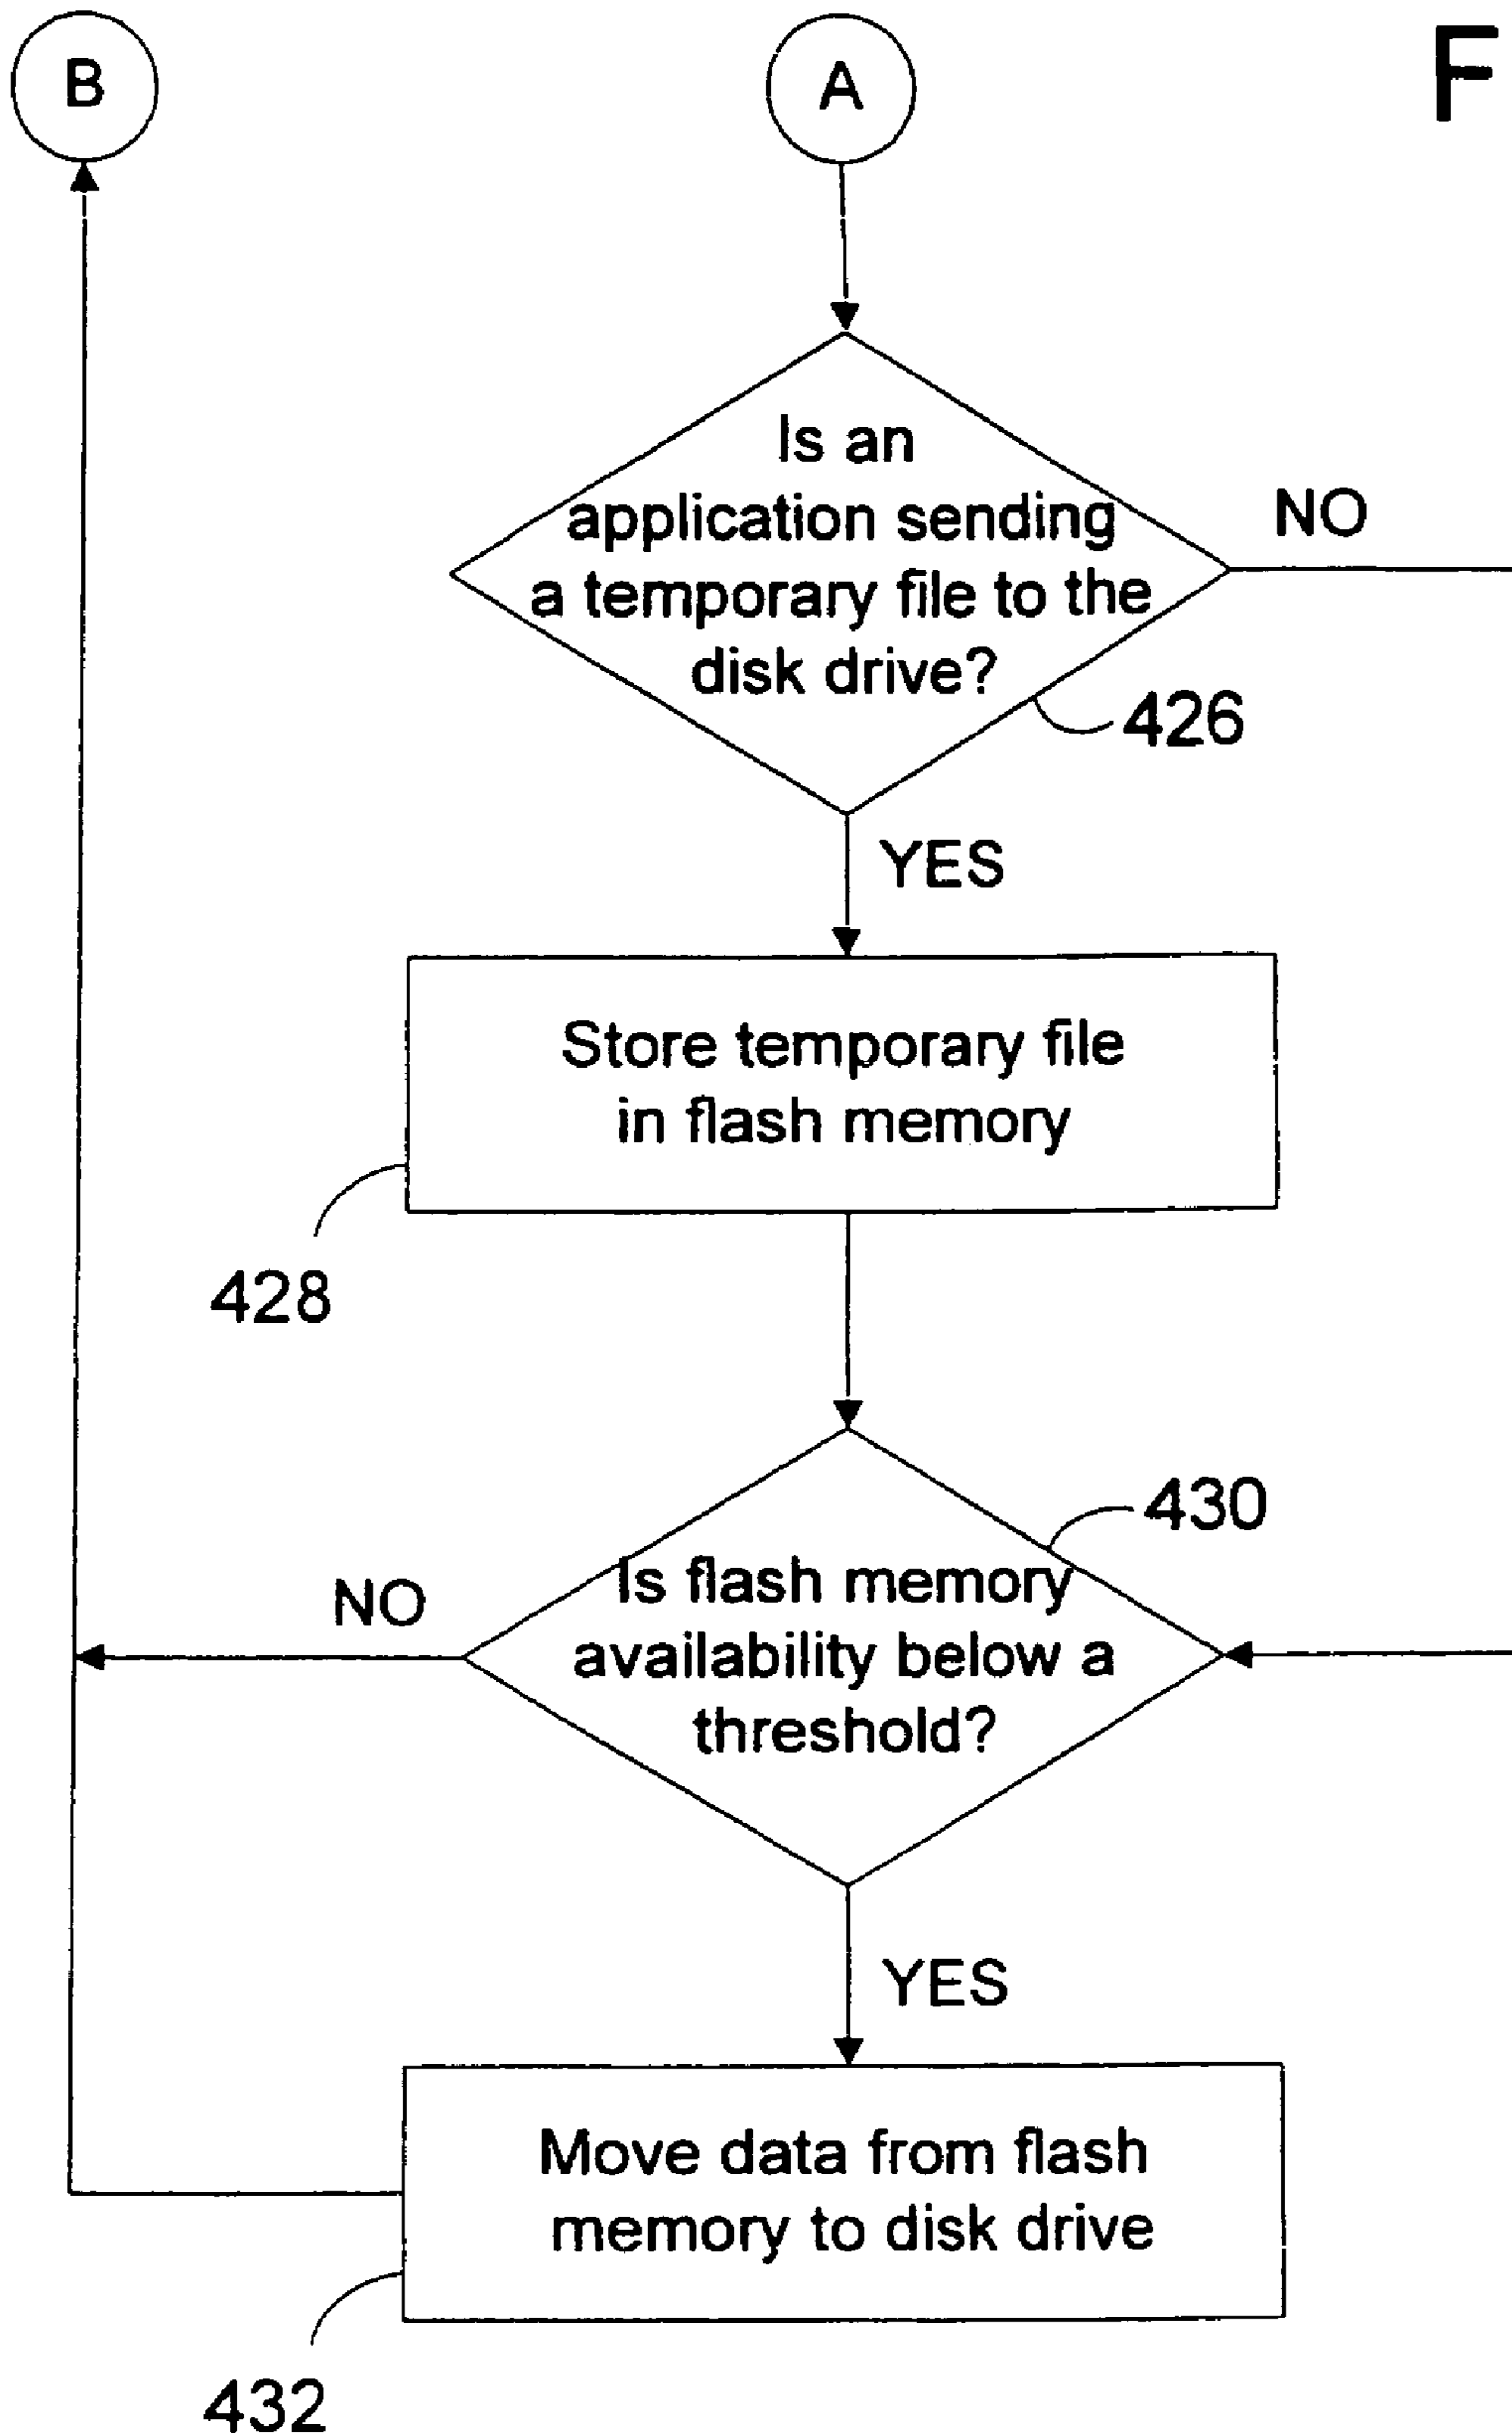 B
A
F
Is an
application sending
a temporary file to the
disk drive?
NO
426
YES
Store temporary file
in flash memory
428
430
Is flash memory
availability below a
threshold?
NO
YES
Move data from flash
memory to disk drive
432